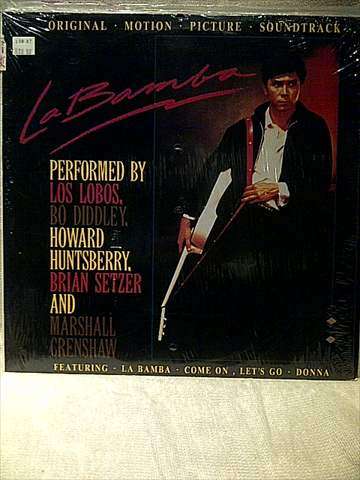 ORIGINAL · MOTION · PICTURE · SOUNDTRACK
La Bamba
PERFORMED BY
LOS LOBOS,
BO DIDDLEY,
HOWARD
HUNTSBERRY,
BRIAN SETZER
AND
MARSHALL
CRENSHAW
FEATURING · LA BAMBA · COME ON, LET'S GO · DONNA